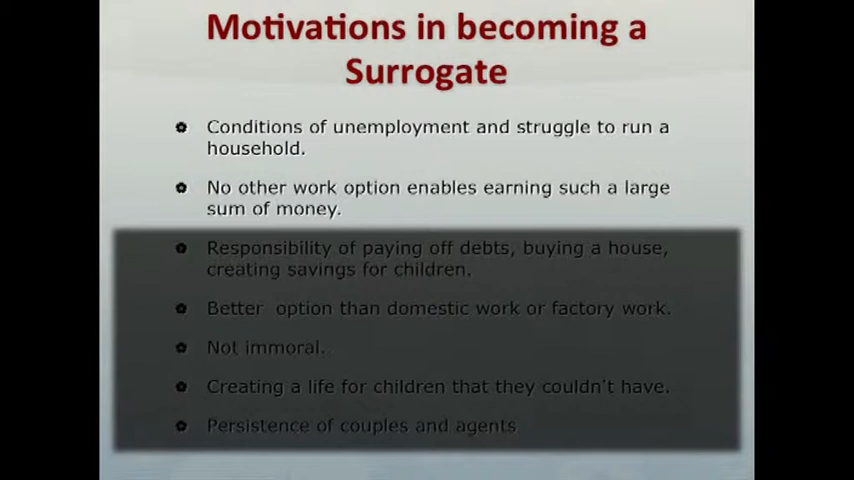 Motivations in becoming a
Surrogate
Conditions of unemployment and struggle to run a
household.
No other work option enables earning such a large
sum of money.
Responsibility of paying off debts, buying a house,
creating savings for children.
Better option than domestic work or factory work.
Not immoral.
Creating a life for children that they couldn't have.
Persistence of couples and agents